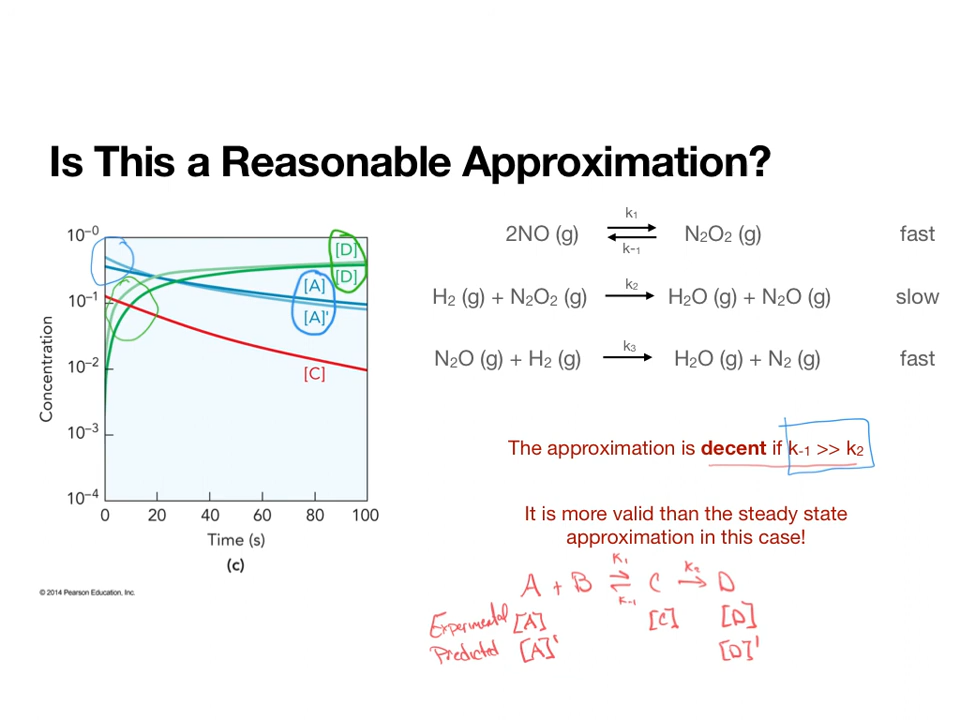 Is This a Reasonable Approximation?
10⁻⁰
10⁻¹
10⁻²
10⁻³
10⁻⁴
Concentration
[D]
[D]
[A]
[A]'
[C]
0 20 40 60 80 100
Time (s)
(c)
© 2014 Pearson Education, Inc.
k₁
2NO (g) N₂O₂ (g) fast
k₋₁
k₂
H₂ (g) + N₂O₂ (g) H₂O (g) + N₂O (g) slow
k₃
N₂O (g) + H₂ (g) H₂O (g) + N₂ (g) fast
The approximation is decent if k₋₁ >> k₂
It is more valid than the steady state
approximation in this case!
K₁ K₂
A + B ⇌ C → D
K₋₁
Experimental [A] [C] [D]
Predicted [A]' [D]'